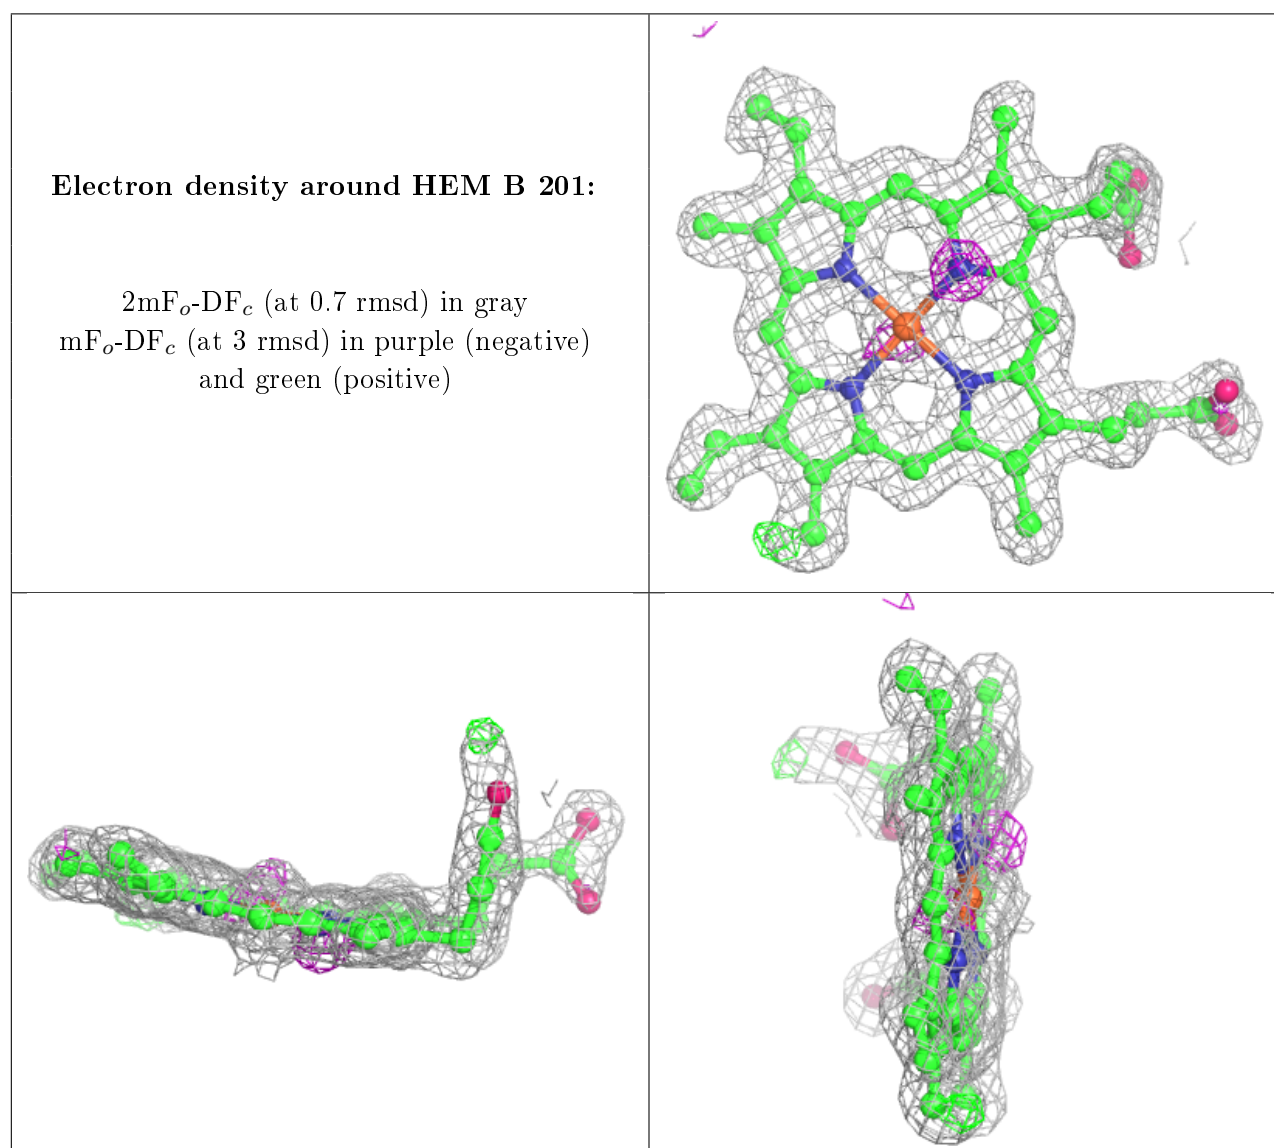 Electron density around HEM B 201:
2mFo-DFc (at 0.7 rmsd) in gray
mFo-DFc (at 3 rmsd) in purple (negative)
and green (positive)